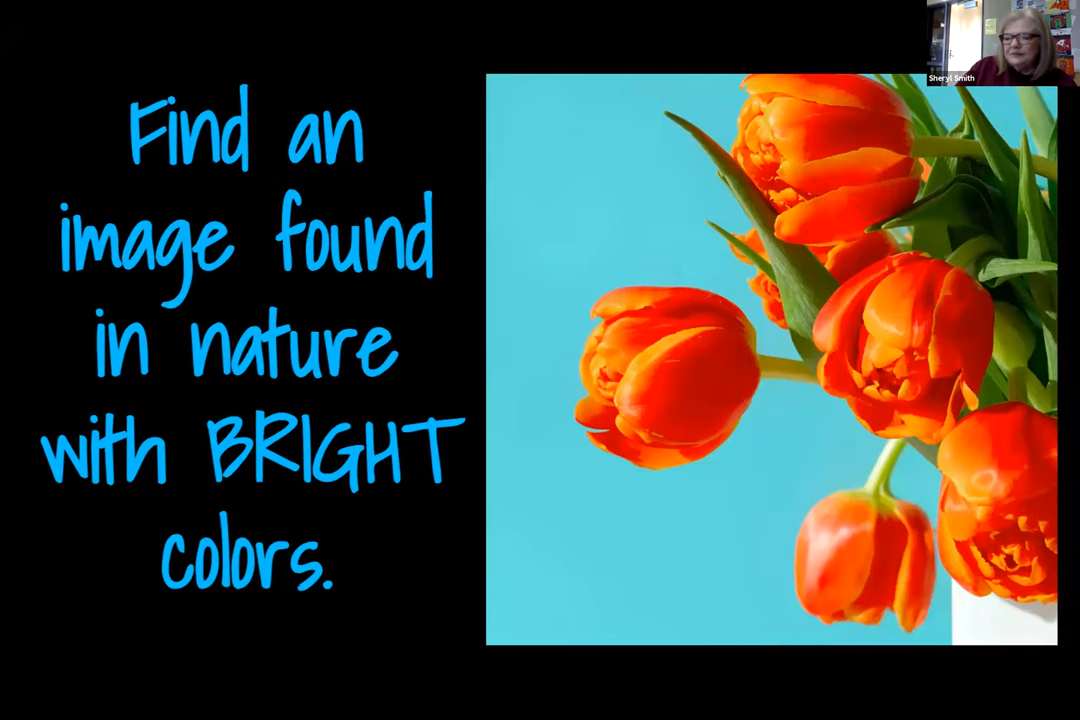 Find an
image found
in nature
with BRIGHT
colors.
Sheryl Smith